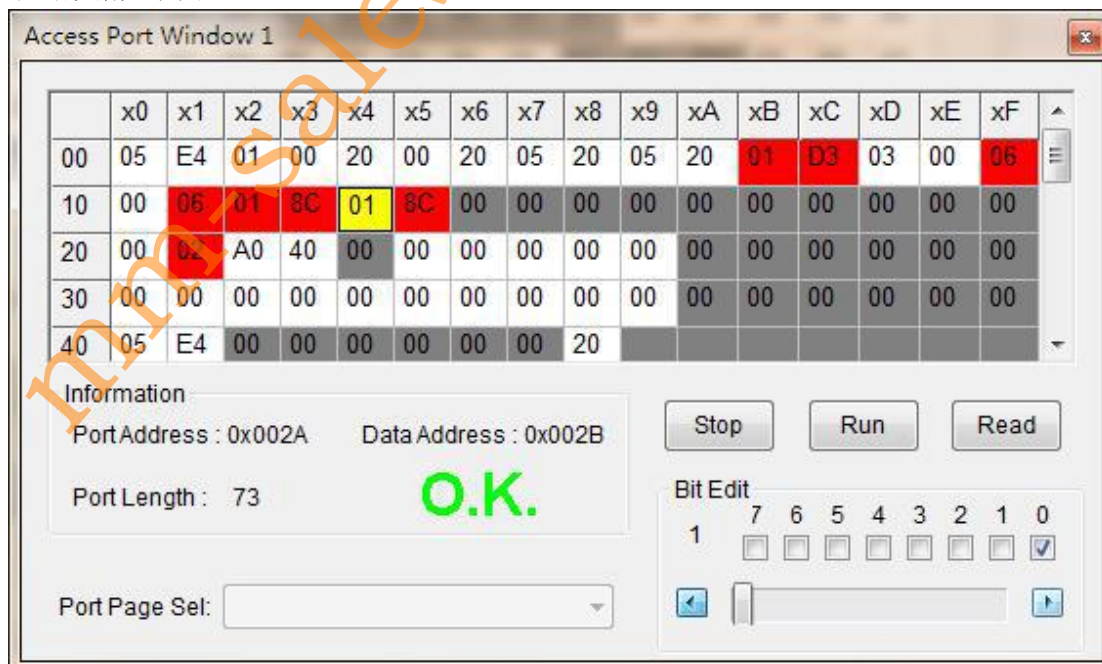 Access Port Window 1
x0 x1 x2 x3 x4 x5 x6 x7 x8 x9 xA xB xC xD xE xF
00 05 E4 01 00 20 00 20 05 20 05 20 01 D3 03 00 06
10 00 06 01 8C 01 8C 00 00 00 00 00 00 00 00 00 00
20 00 02 A0 40 00 00 00 00 00 00 00 00 00 00 00 00
30 00 00 00 00 00 00 00 00 00 00 00 00 00 00 00 00
40 05 E4 00 00 00 00 00 00 20
Information
Port Address : 0x002A Data Address : 0x002B
Port Length : 73
O.K.
Stop Run Read
Bit Edit
7 6 5 4 3 2 1 0
1
Port Page Sel:
mm-sale